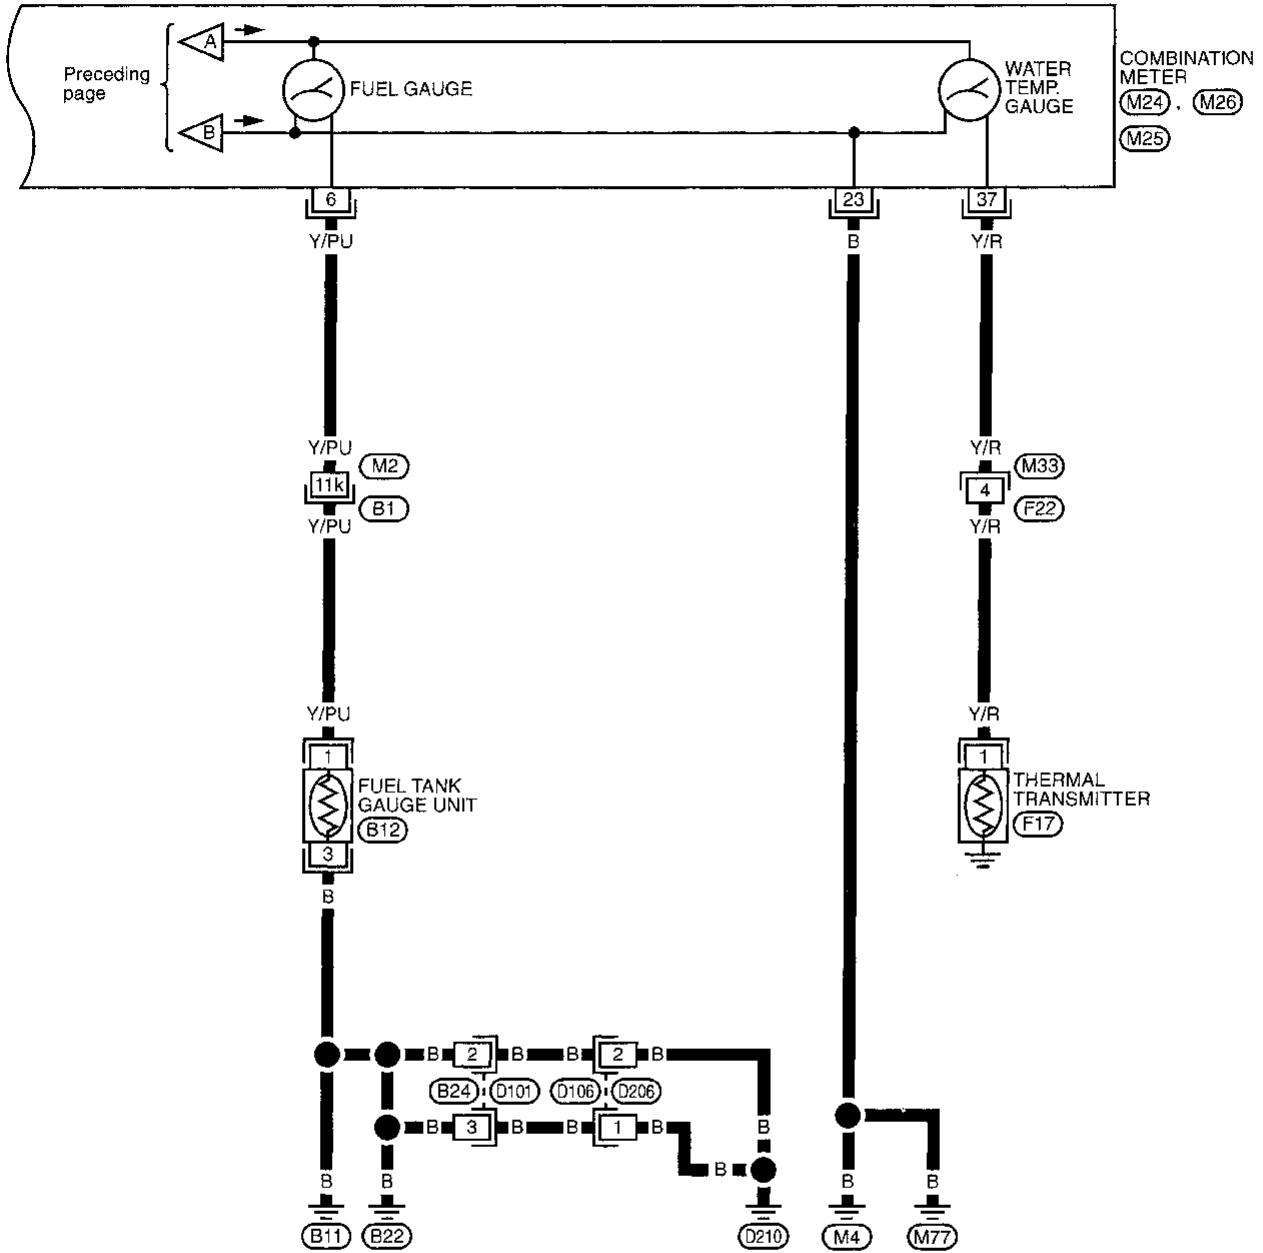 A
Preceding
page
FUEL GAUGE
WATER
TEMP.
GAUGE
COMBINATION
METER
M24 , M26
M25
B
6
23
37
Y/PU
B
Y/R
Y/PU
Y/R
M2
M33
11k
4
B1
F22
Y/PU
Y/R
Y/PU
Y/R
1
1
FUEL TANK
GAUGE UNIT
B12
THERMAL
TRANSMITTER
F17
3
B
B 2 B B 2 B
B24 D101 D106 D206
B 3 B B 1 B
B
B
B B B B
B11 B22 D210 M4 M77